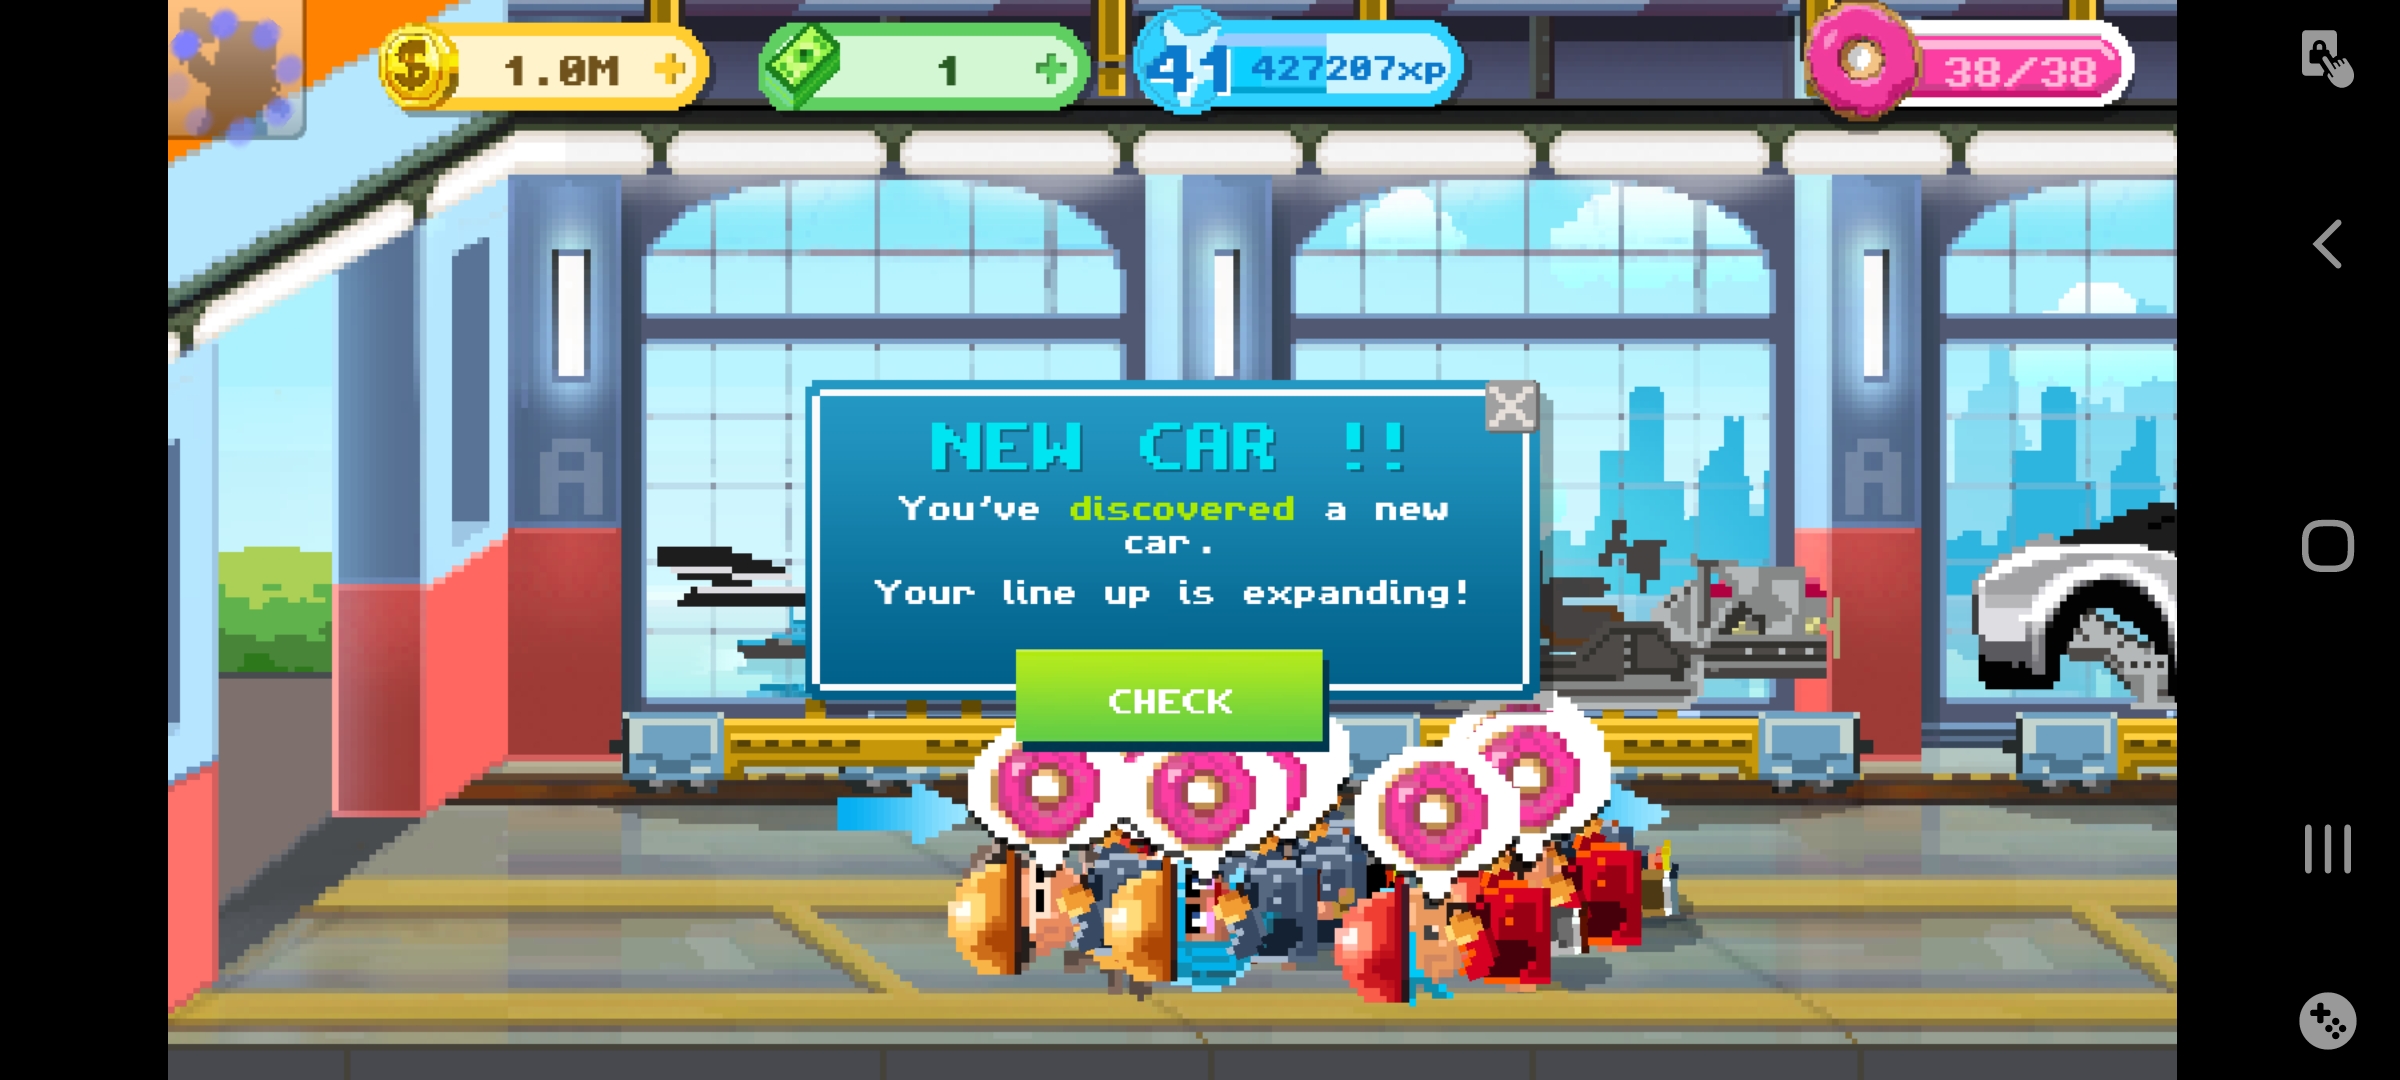 1.0M
1
41
427207xp
38/38
A
A
NEW CAR !!
You've discovered a new
car.
Your line up is expanding!
CHECK